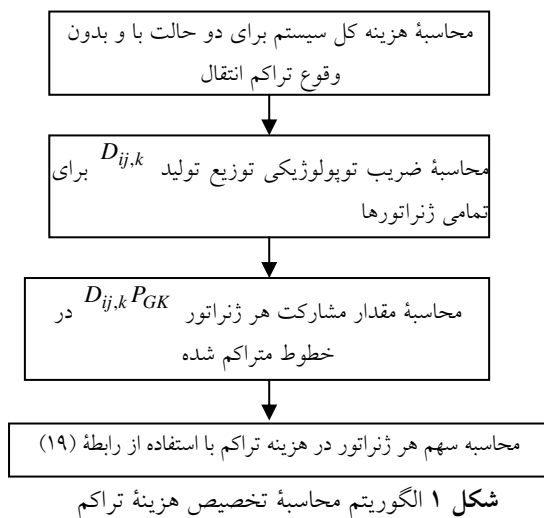 محاسبهٔ هزینه کل سیستم برای دو حالت با و بدون
وقوع تراکم انتقال
محاسبهٔ ضریب توپولوژیکی توزیع تولید D_{ij,k} برای
تمامی ژنراتورها
محاسبهٔ مقدار مشارکت هر ژنراتور D_{ij,k} P_{GK} در
خطوط متراکم شده
محاسبه سهم هر ژنراتور در هزینه تراکم با استفاده از رابطهٔ (۱۹)
شکل ۱ الگوریتم محاسبهٔ تخصیص هزینهٔ تراکم